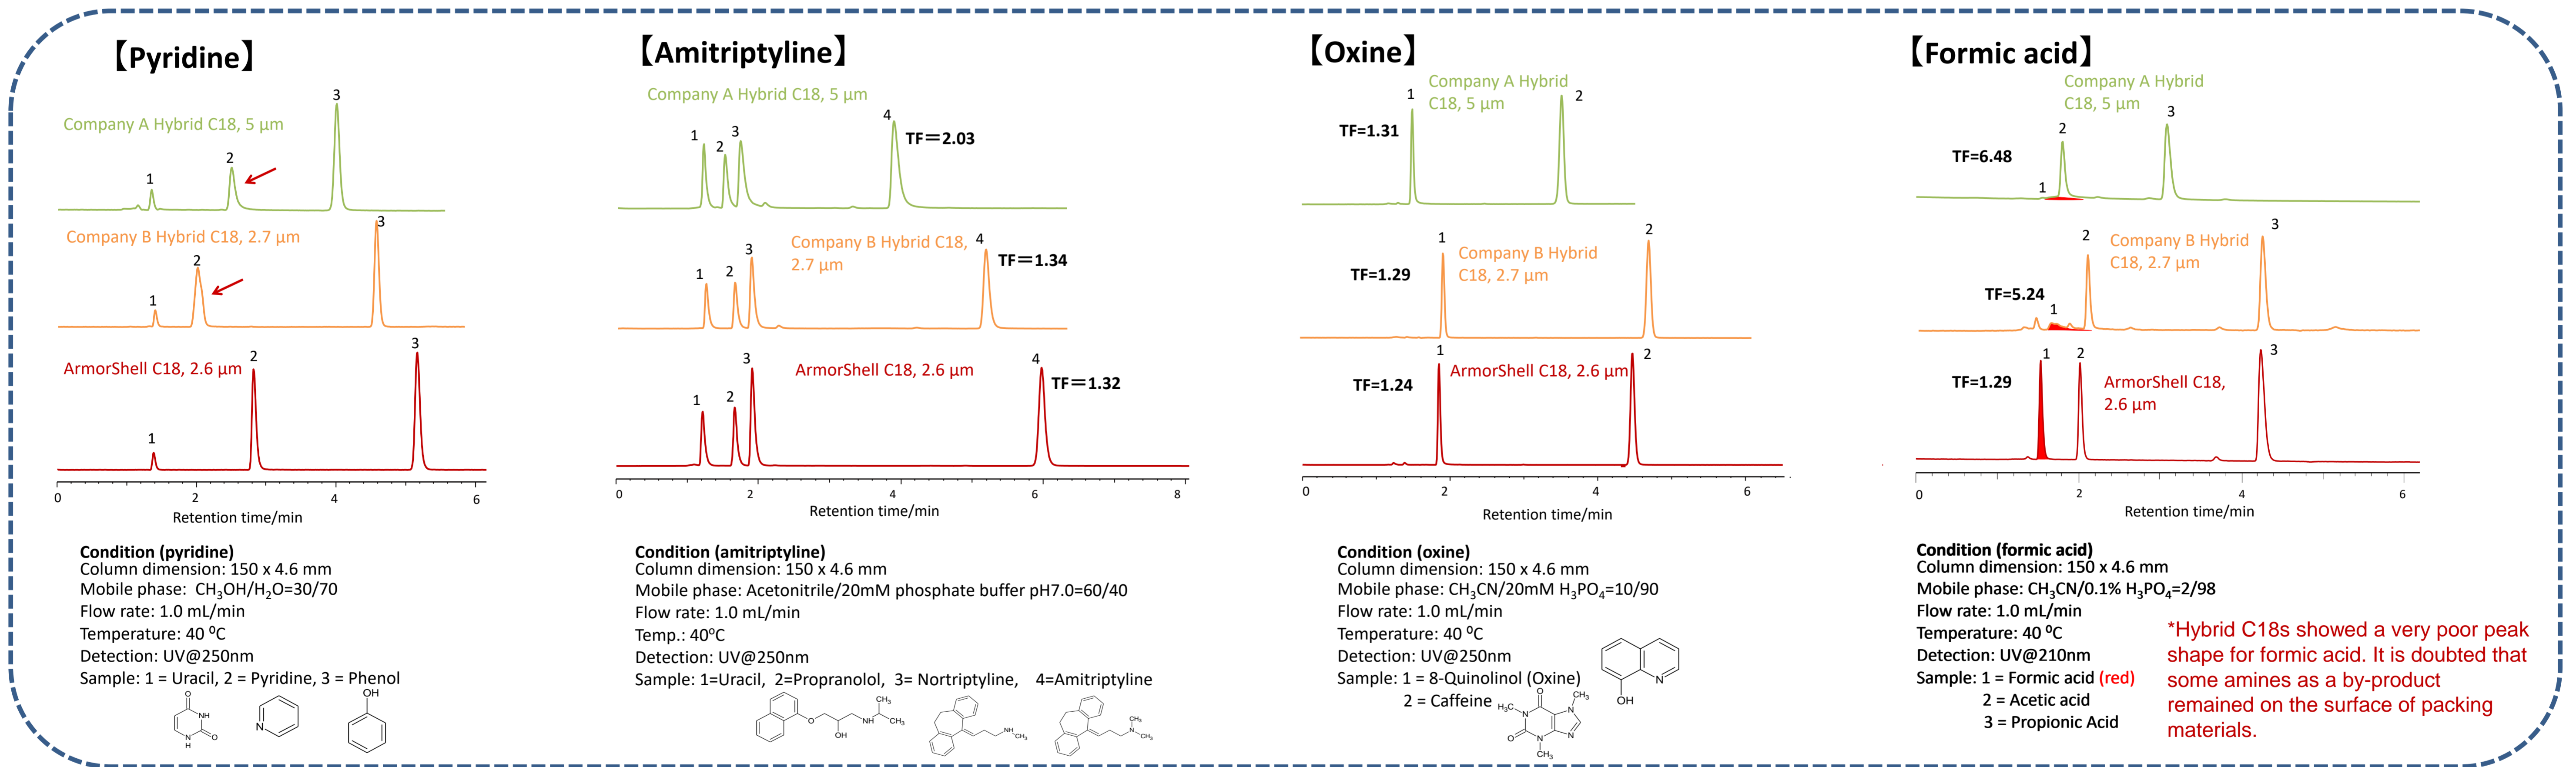 【Pyridine】
Company A Hybrid C18, 5 μm
1
2
3
Company B Hybrid C18, 2.7 μm
1
2
3
ArmorShell C18, 2.6 μm
1
2
3
0 2 4 6
Retention time/min
Condition (pyridine)
Column dimension: 150 x 4.6 mm
Mobile phase: CH₃OH/H₂O=30/70
Flow rate: 1.0 mL/min
Temperature: 40 ⁰C
Detection: UV@250nm
Sample: 1 = Uracil, 2 = Pyridine, 3 = Phenol
O
NH
N
H
O
N
OH
【Amitriptyline】
Company A Hybrid C18, 5 μm
1
2
3
4
TF=2.03
Company B Hybrid C18,
2.7 μm
1
2
3
4
TF=1.34
ArmorShell C18, 2.6 μm
1
2
3
4
TF=1.32
0 2 4 6 8
Retention time/min
Condition (amitriptyline)
Column dimension: 150 x 4.6 mm
Mobile phase: Acetonitrile/20mM phosphate buffer pH7.0=60/40
Flow rate: 1.0 mL/min
Temp.: 40ᵒC
Detection: UV@250nm
Sample: 1=Uracil, 2=Propranolol, 3= Nortriptyline, 4=Amitriptyline
O
OH
NH
CH₃
CH₃
NH
CH₃
CH₃
N
CH₃
【Oxine】
Company A Hybrid
C18, 5 μm
1
2
TF=1.31
Company B Hybrid
C18, 2.7 μm
1
2
TF=1.29
ArmorShell C18, 2.6 μm
1
2
TF=1.24
0 2 4 6
Retention time/min
Condition (oxine)
Column dimension: 150 x 4.6 mm
Mobile phase: CH₃CN/20mM H₃PO₄=10/90
Flow rate: 1.0 mL/min
Temperature: 40 ⁰C
Detection: UV@250nm
Sample: 1 = 8-Quinolinol (Oxine)
2 = Caffeine
N
OH
O
CH₃
H₃C
N
N
O
N
N
CH₃
【Formic acid】
Company A Hybrid
C18, 5 μm
1
2
3
TF=6.48
Company B Hybrid
C18, 2.7 μm
1
2
3
TF=5.24
ArmorShell C18,
2.6 μm
1
2
3
TF=1.29
0 2 4 6
Retention time/min
Condition (formic acid)
Column dimension: 150 x 4.6 mm
Mobile phase: CH₃CN/0.1% H₃PO₄=2/98
Flow rate: 1.0 mL/min
Temperature: 40 ⁰C
Detection: UV@210nm
Sample: 1 = Formic acid (red)
2 = Acetic acid
3 = Propionic Acid
*Hybrid C18s showed a very poor peak
shape for formic acid. It is doubted that
some amines as a by-product
remained on the surface of packing
materials.